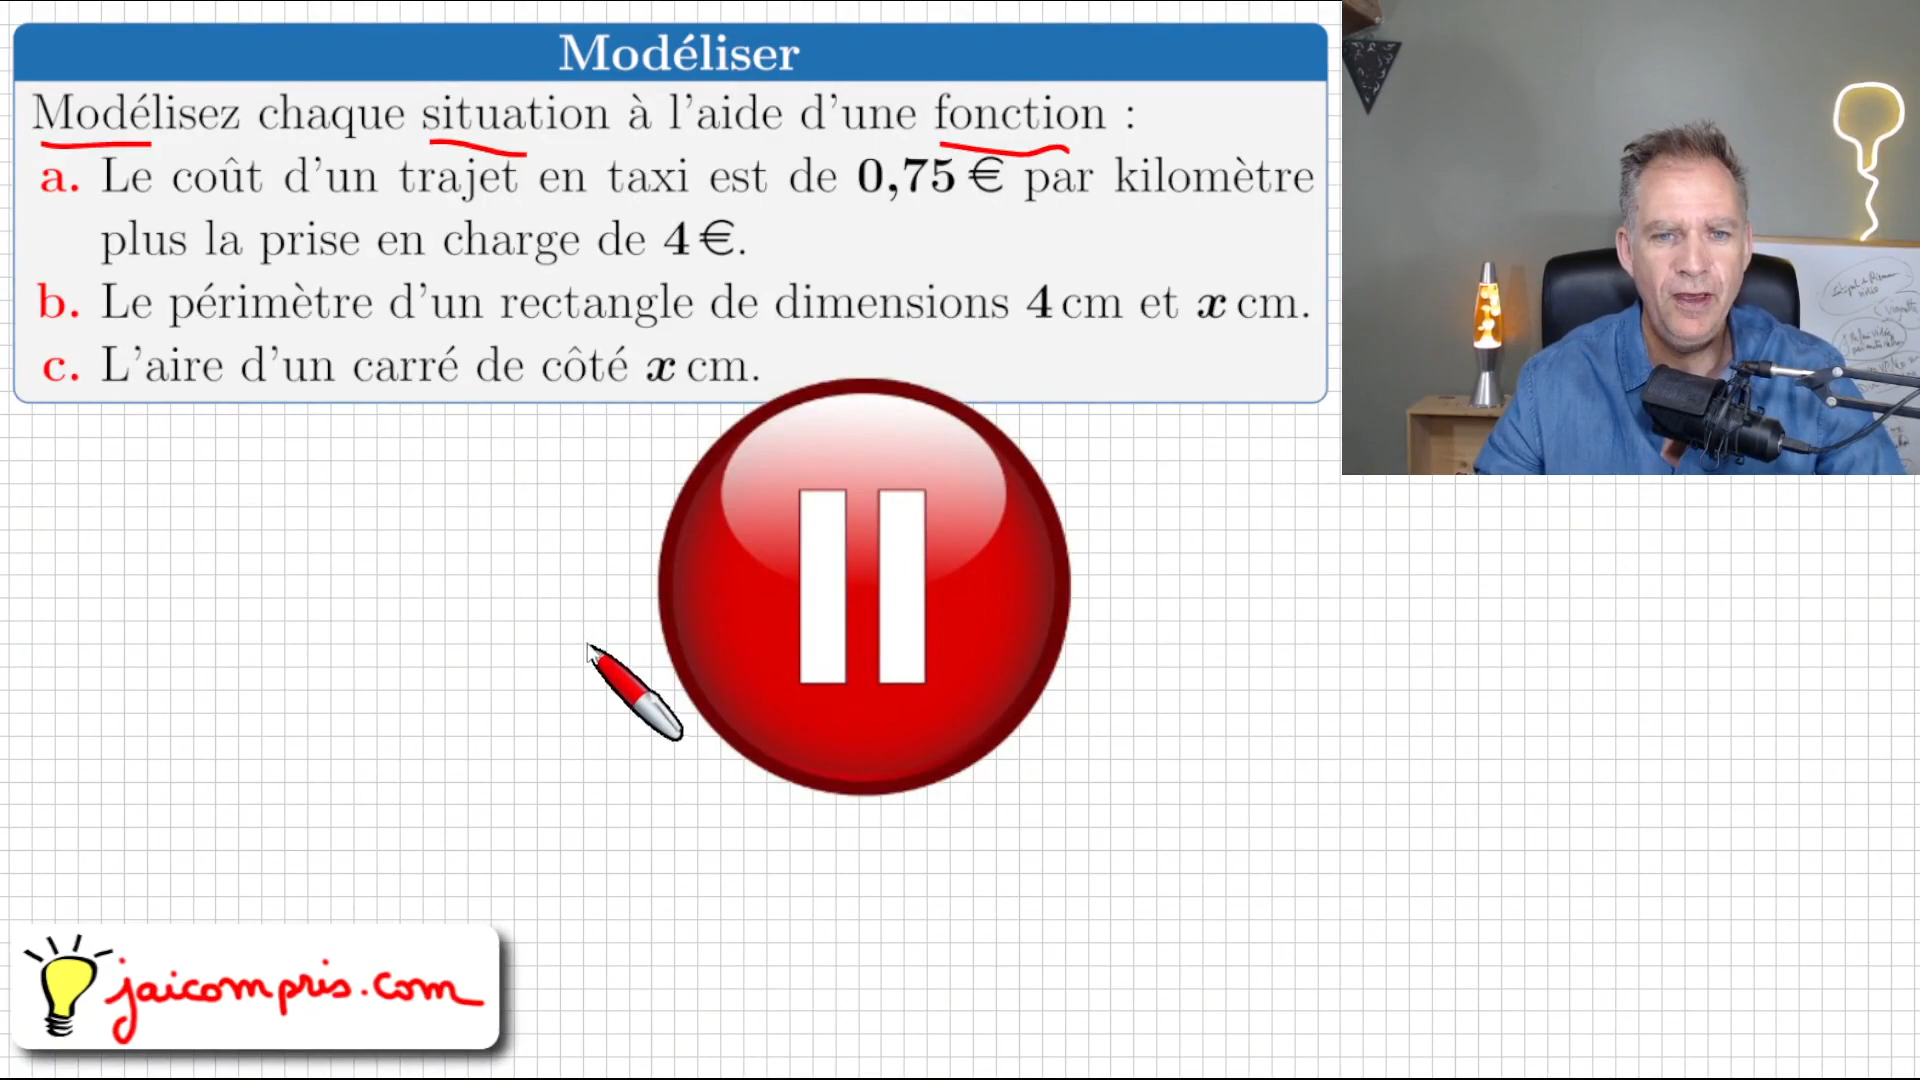 Modéliser
Modélisez chaque situation à l'aide d'une fonction :
a. Le coût d'un trajet en taxi est de 0,75 € par kilomètre
plus la prise en charge de 4 €.
b. Le périmètre d'un rectangle de dimensions 4 cm et x cm.
c. L'aire d'un carré de côté x cm.
jaicompris.com